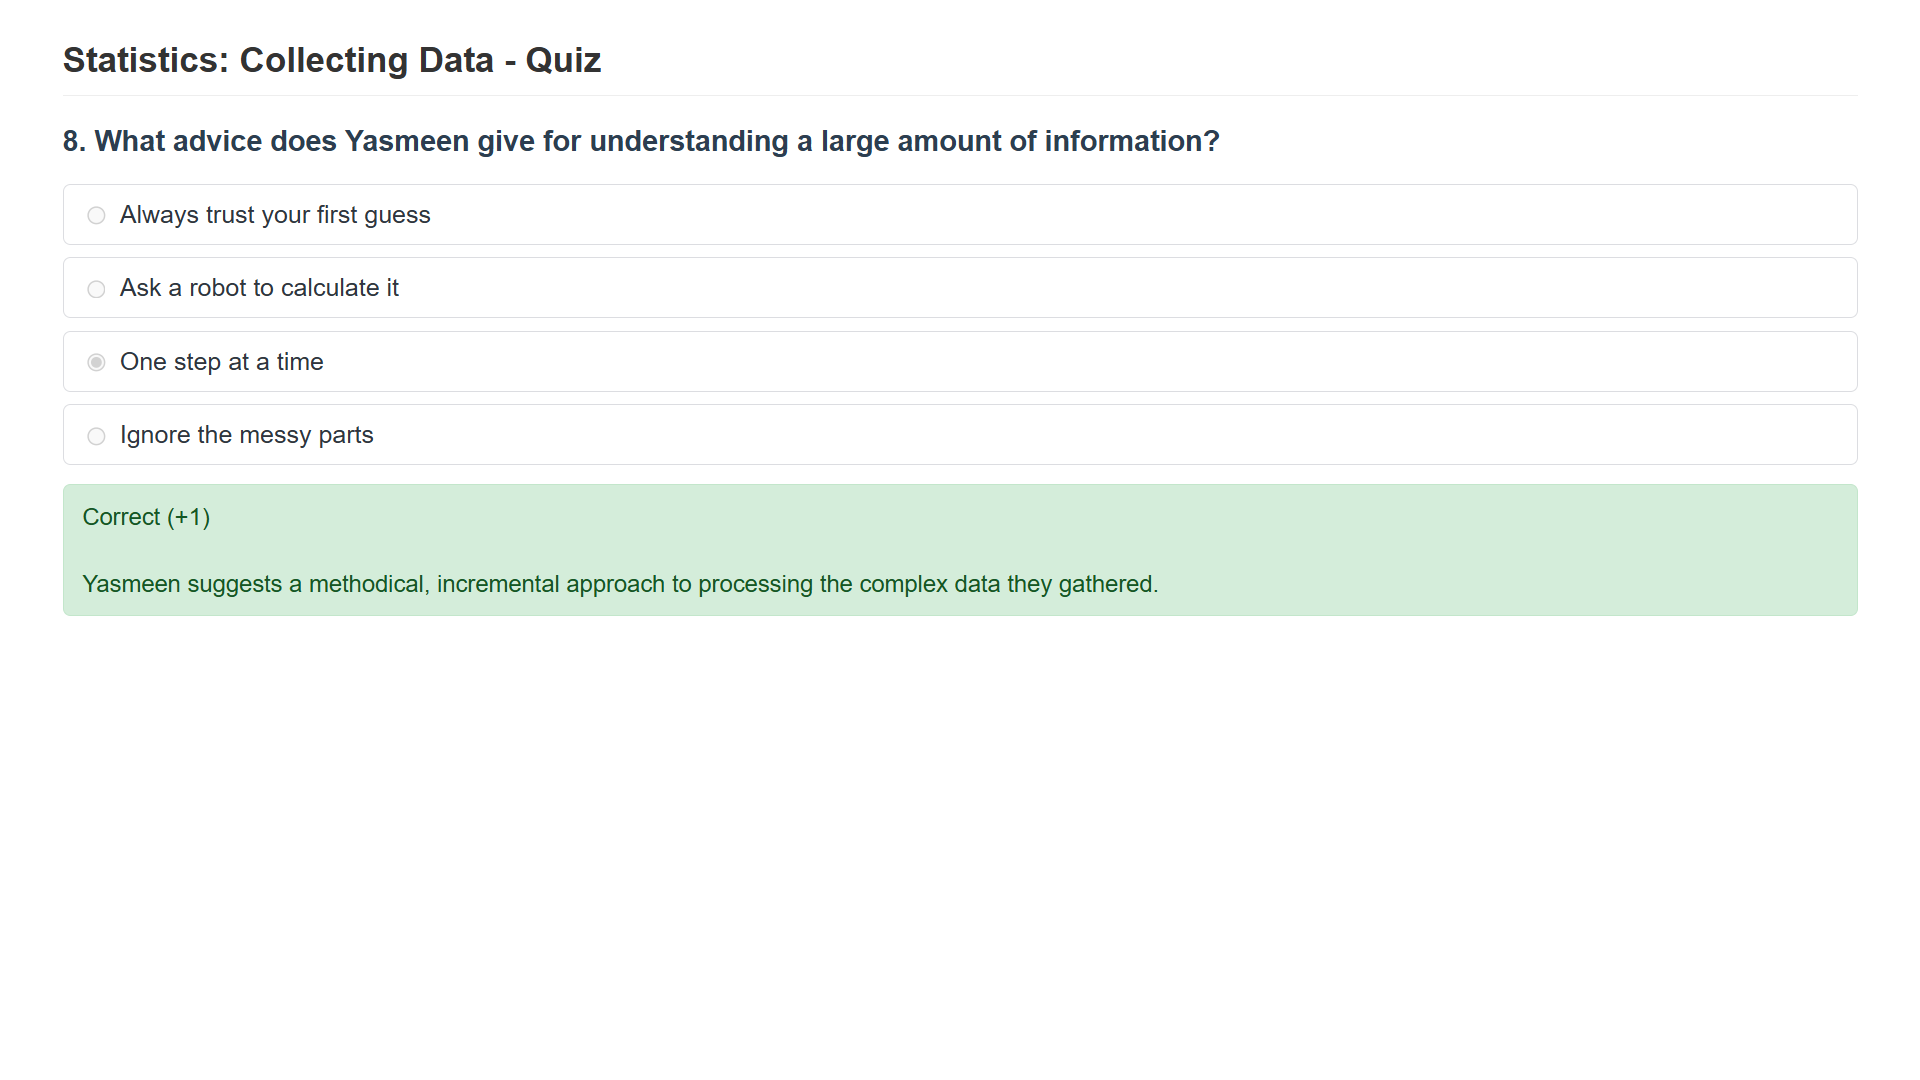 Statistics: Collecting Data - Quiz
8. What advice does Yasmeen give for understanding a large amount of information?
Always trust your first guess
Ask a robot to calculate it
One step at a time
Ignore the messy parts
Correct (+1)
Yasmeen suggests a methodical, incremental approach to processing the complex data they gathered.